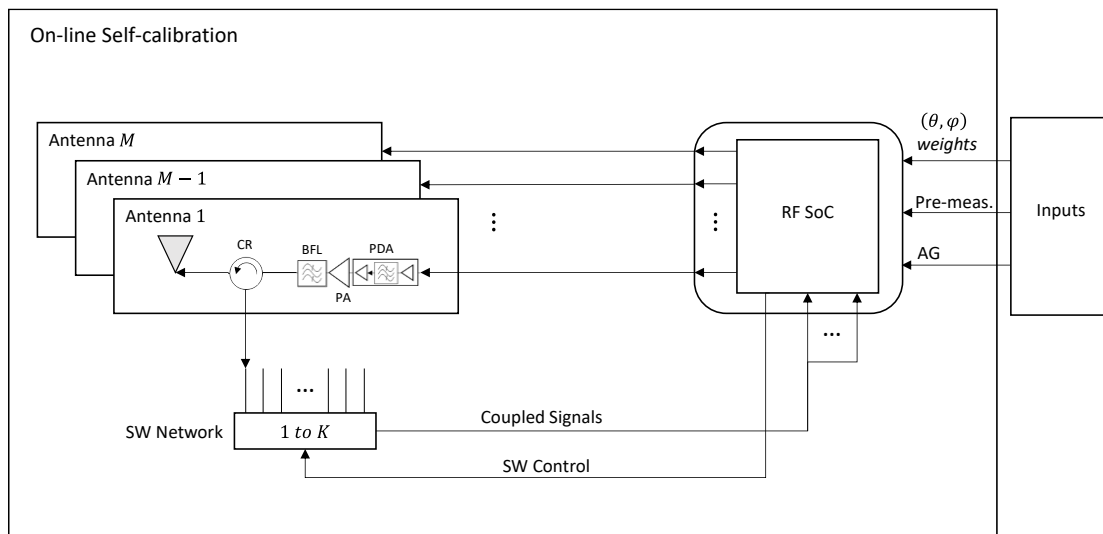 On-line Self-calibration
Antenna M
Antenna M − 1
Antenna 1
CR
BFL
PDA
PA
⋮
⋮
RF SoC
(θ, φ)
weights
Pre-meas.
AG
Inputs
...
...
SW Network
1 to K
Coupled Signals
SW Control